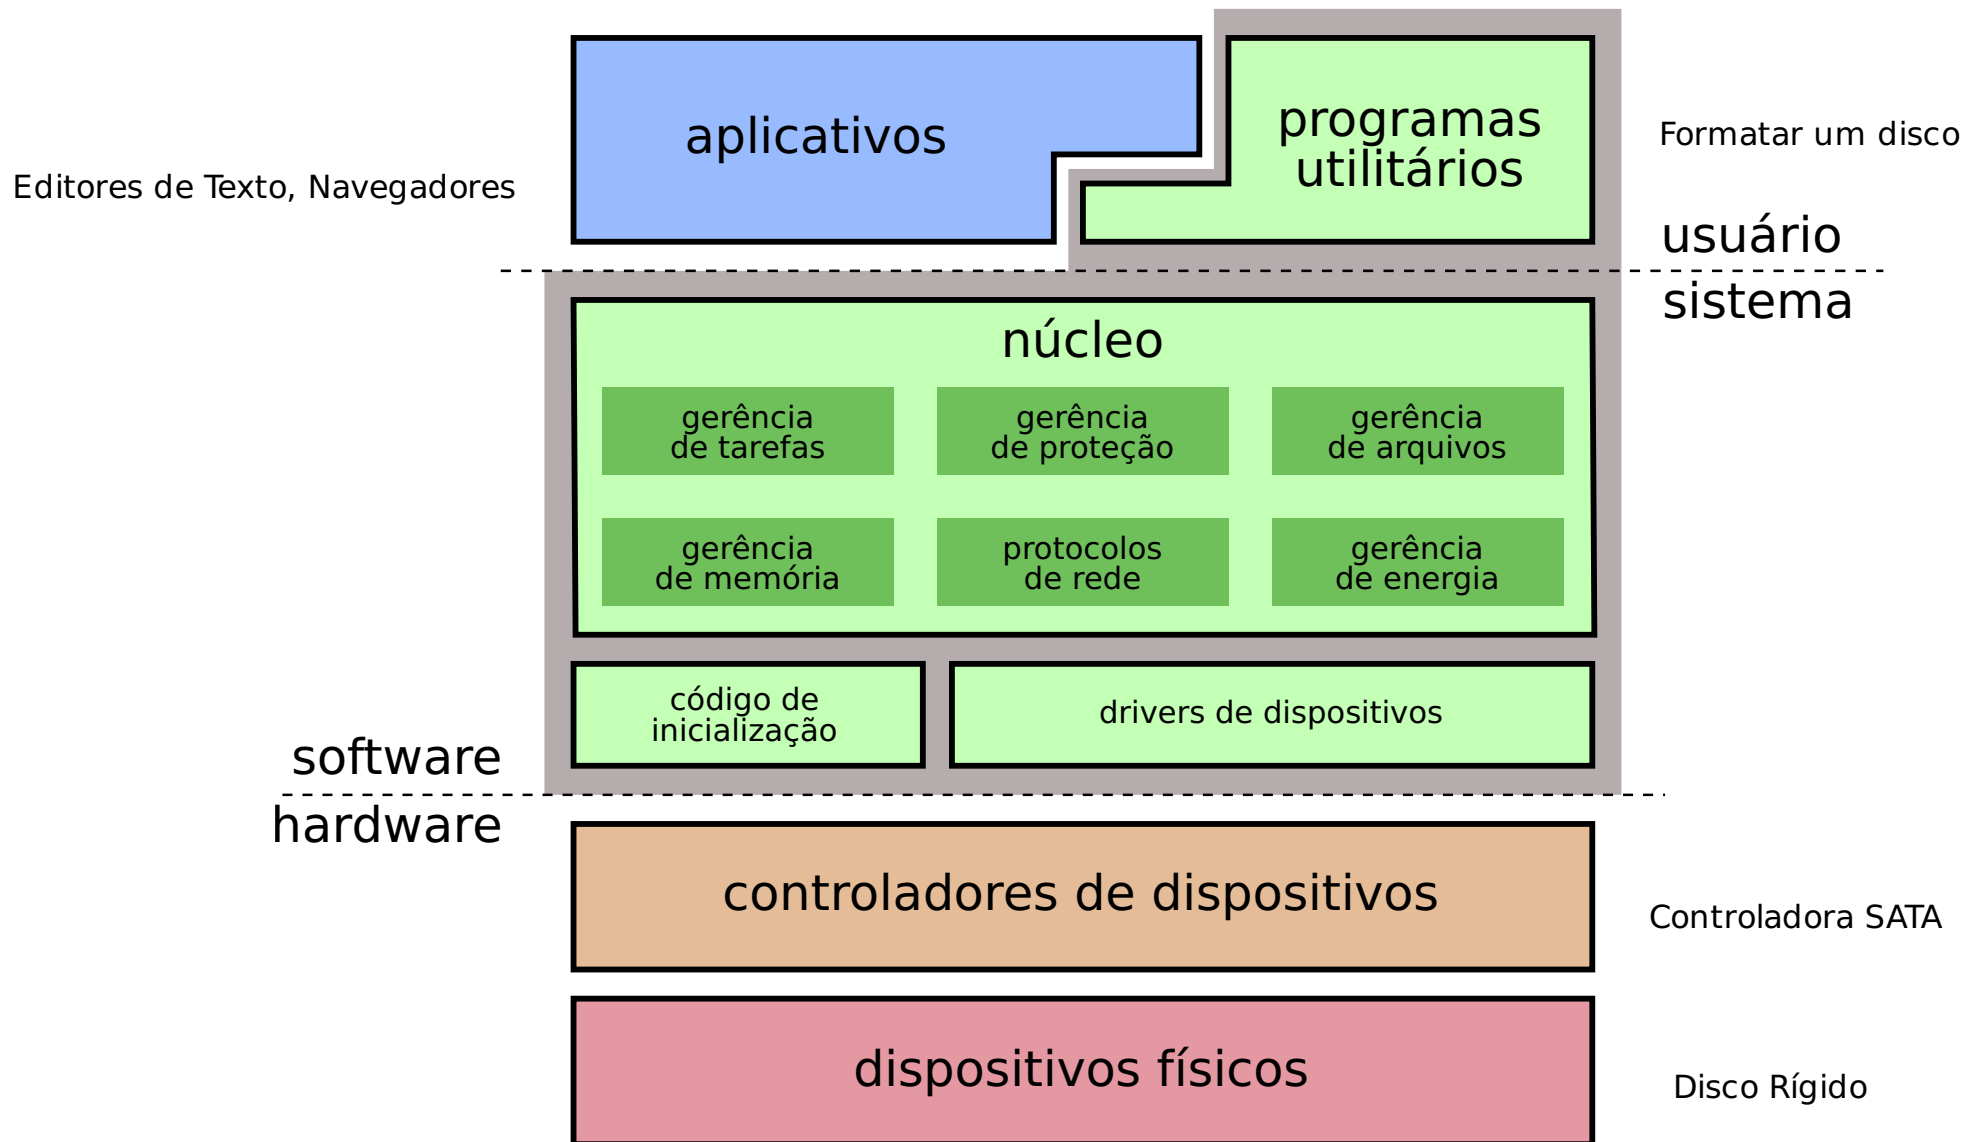 aplicativos
programas
utilitários
Formatar um disco
Editores de Texto, Navegadores
usuário
sistema
núcleo
gerência
de tarefas
gerência
de proteção
gerência
de arquivos
gerência
de memória
protocolos
de rede
gerência
de energia
código de
inicialização
drivers de dispositivos
software
hardware
controladores de dispositivos
Controladora SATA
dispositivos físicos
Disco Rígido